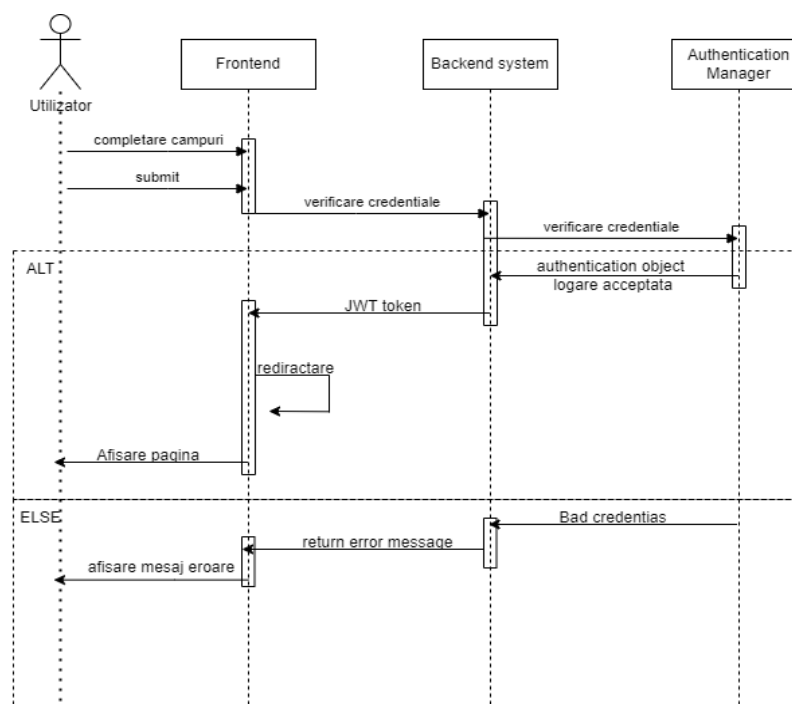 Utilizator
Frontend
Backend system
Authentication
Manager
completare campuri
submit
verificare credentiale
verificare credentiale
ALT
authentication object
logare acceptata
JWT token
rediractare
Afisare pagina
ELSE
Bad credentias
return error message
afisare mesaj eroare